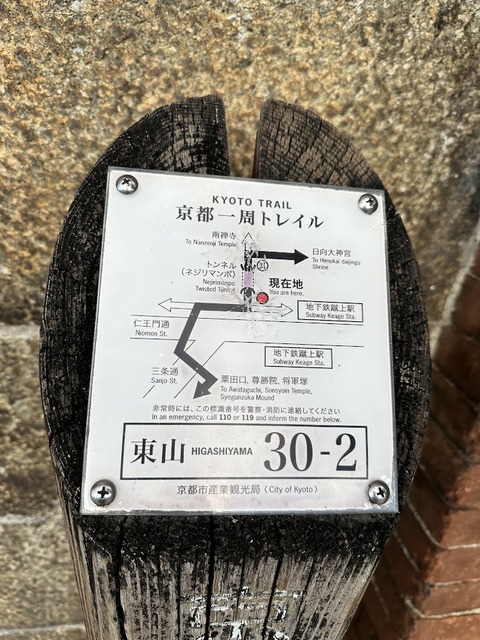 KYOTO TRAIL
京都一周トレイル
南禅寺
To Nanzenji Temple
日向大神宮
To Himukai daijingu
Shrine
31
トンネル
(ネジリマンポ)
Nejirimanpo
Twisted Tunnel
現在地
You are here.
地下鉄蹴上駅
Subway Keage Sta.
仁王門通
Niomon St.
地下鉄蹴上駅
Subway Keage Sta.
三条通
Sanjo St.
粟田口, 尊勝院, 将軍塚
To Awataguchi, Sonsyoin Temple,
Syogunzuka Mound
非常時には、この標識番号を警察・消防に連絡してください
In an emergency, call 110 or 119 and inform the number below.
東山 HIGASHIYAMA 30-2
京都市産業観光局〈City of Kyoto〉